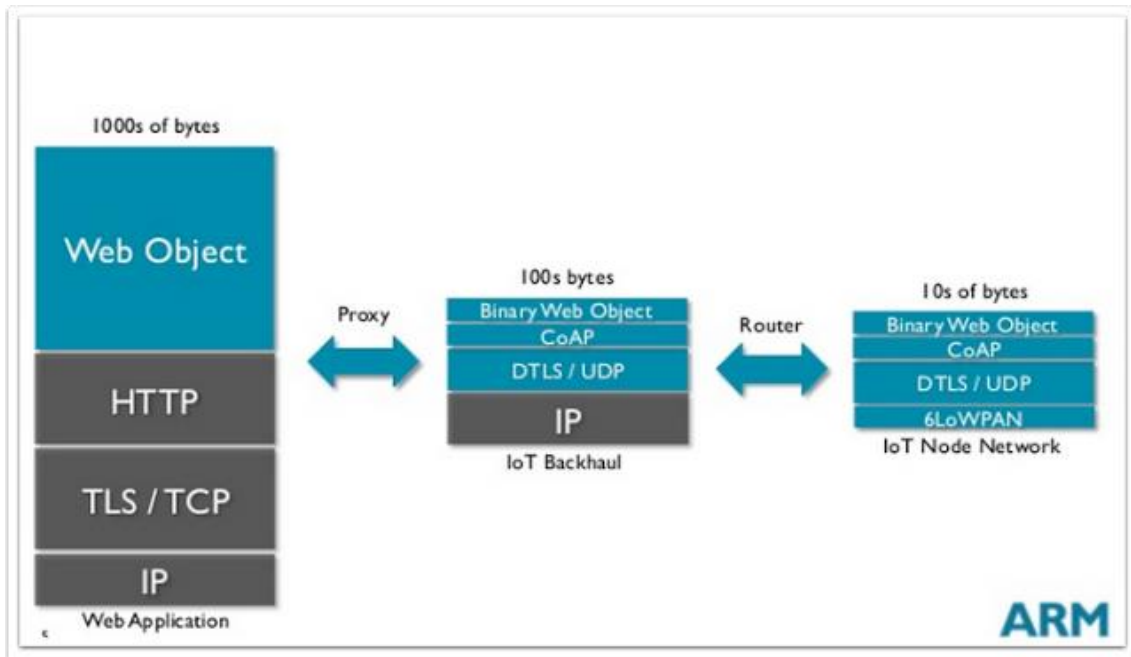 1000s of bytes
Web Object
HTTP
TLS / TCP
IP
Web Application
Proxy
100s bytes
Binary Web Object
CoAP
DTLS / UDP
IP
IoT Backhaul
Router
10s of bytes
Binary Web Object
CoAP
DTLS / UDP
6LoWPAN
IoT Node Network
ARM